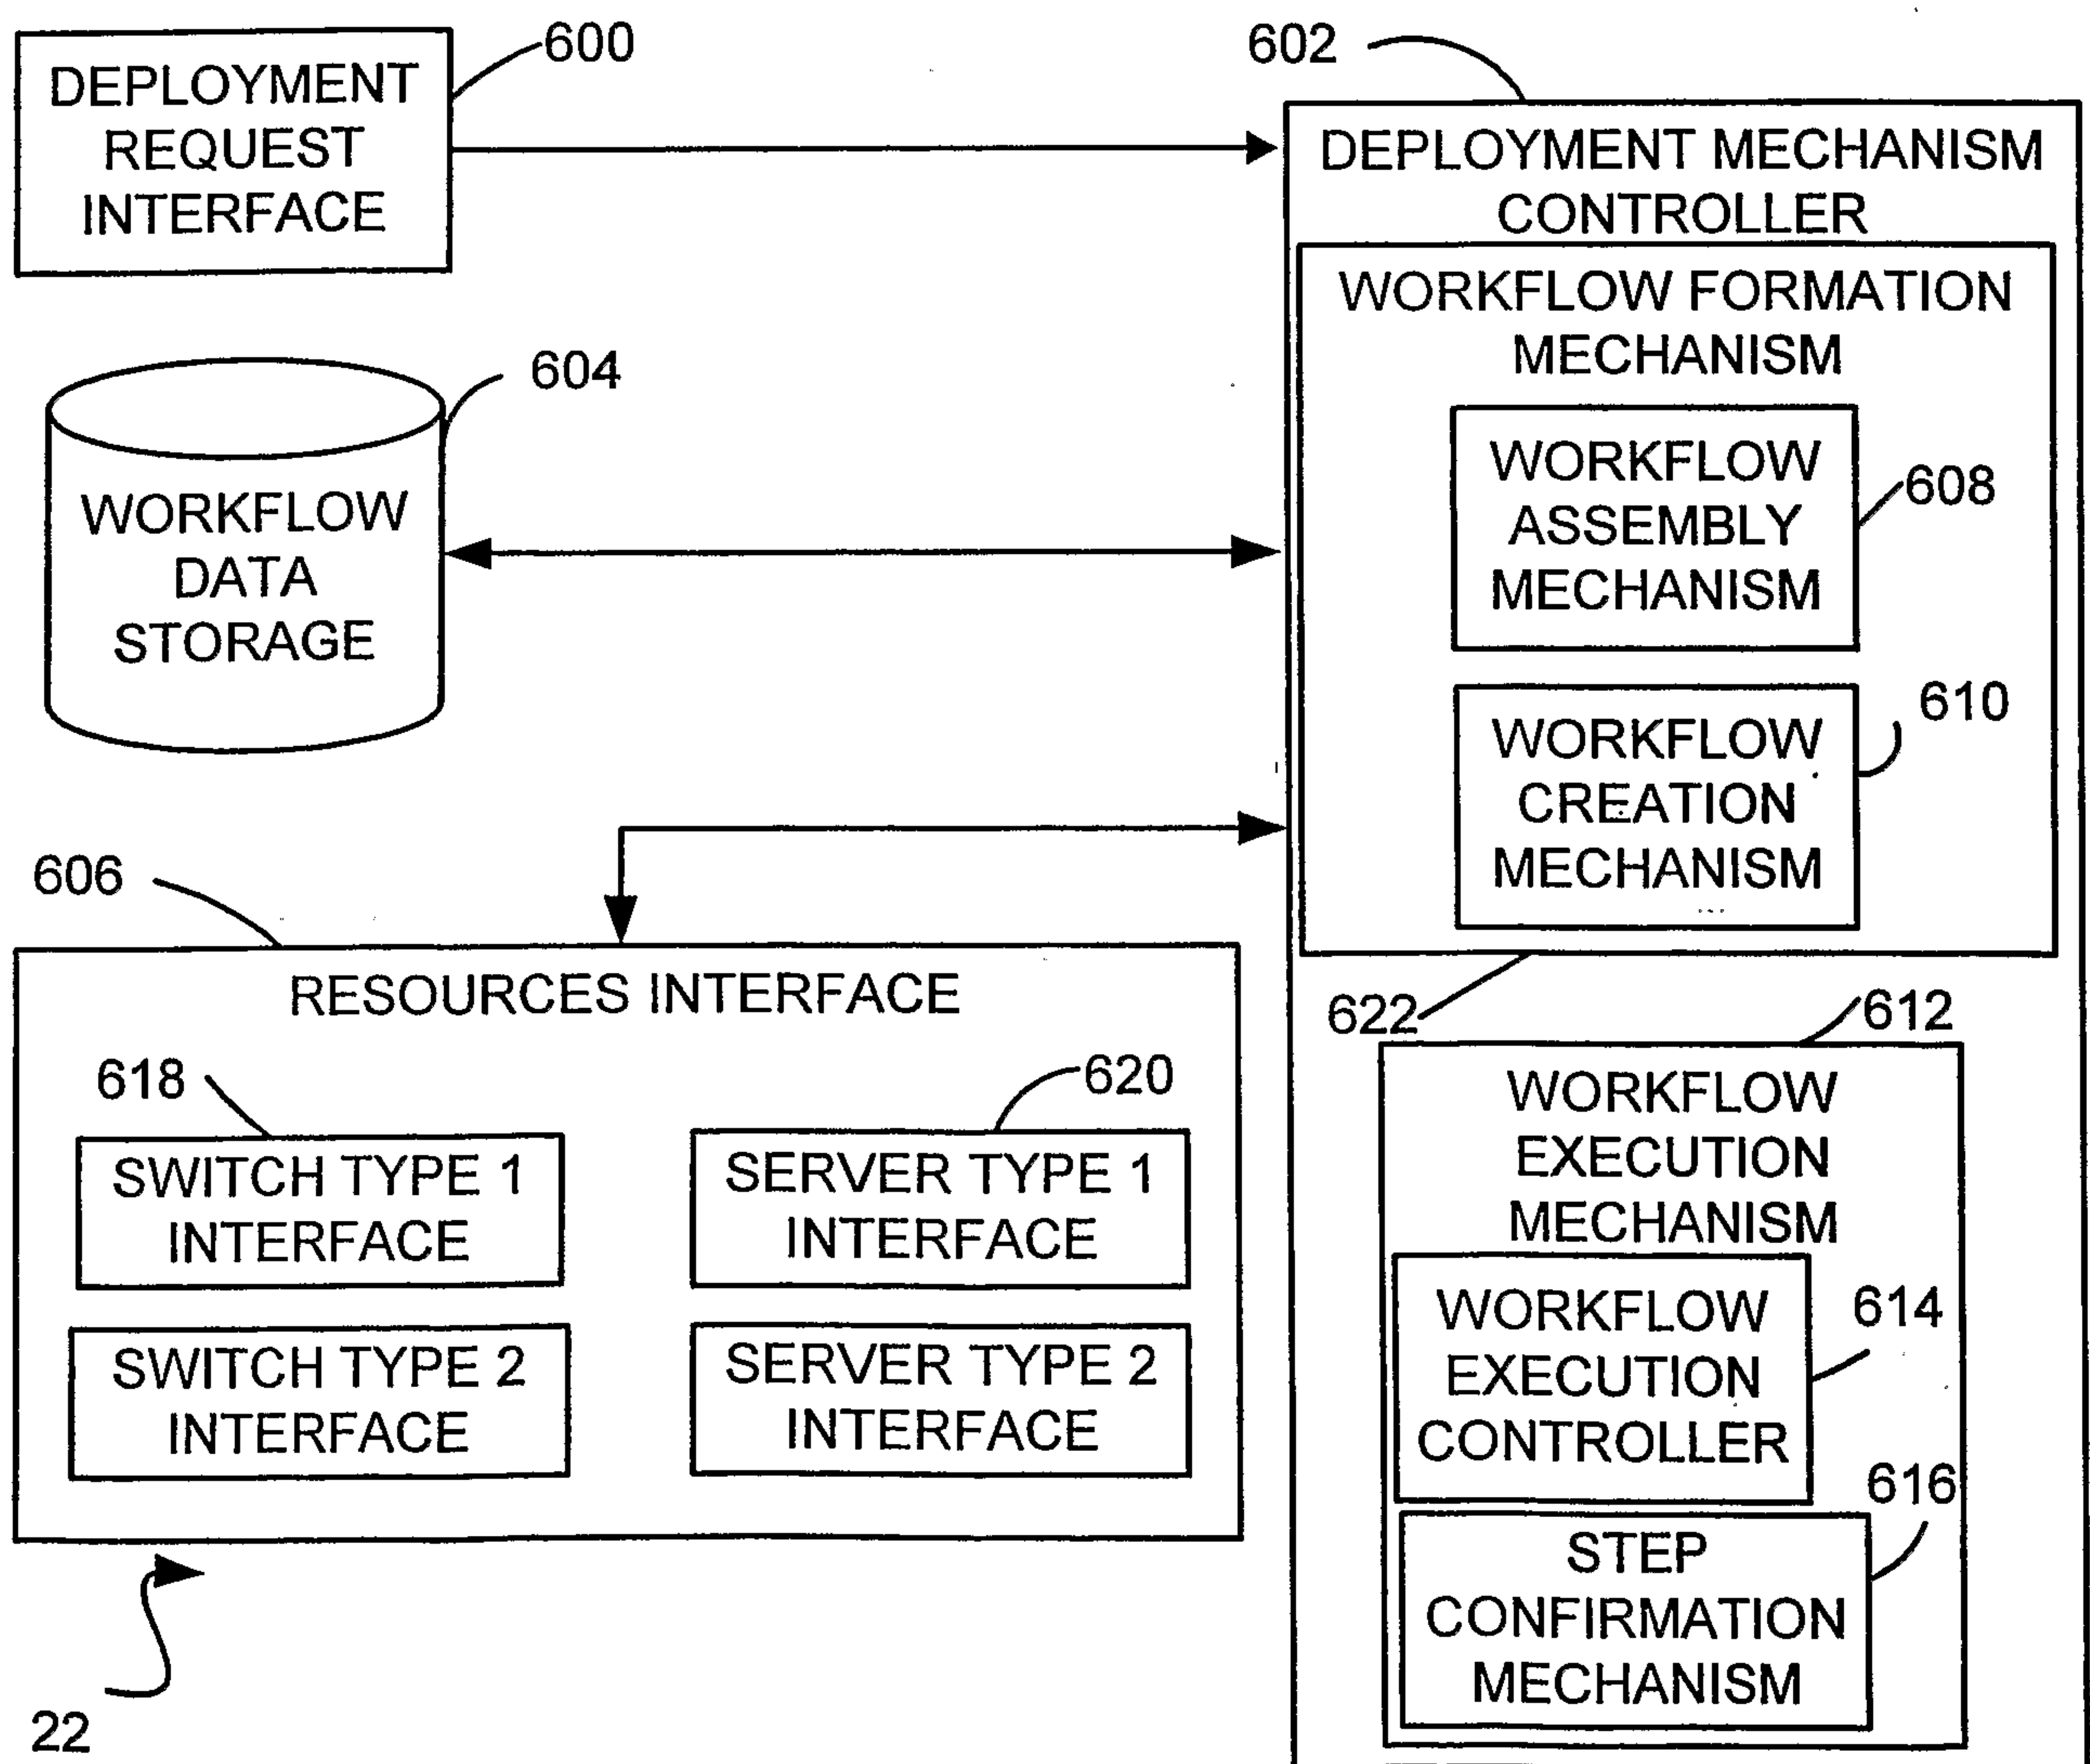 600
DEPLOYMENT
REQUEST
INTERFACE
602
DEPLOYMENT MECHANISM
CONTROLLER
WORKFLOW FORMATION
MECHANISM
604
WORKFLOW
DATA
STORAGE
WORKFLOW
ASSEMBLY
MECHANISM
608
WORKFLOW
CREATION
MECHANISM
610
622
606
RESOURCES INTERFACE
618
SWITCH TYPE 1
INTERFACE
620
SERVER TYPE 1
INTERFACE
SWITCH TYPE 2
INTERFACE
SERVER TYPE 2
INTERFACE
612
WORKFLOW
EXECUTION
MECHANISM
WORKFLOW
EXECUTION
CONTROLLER
614
616
STEP
CONFIRMATION
MECHANISM
22